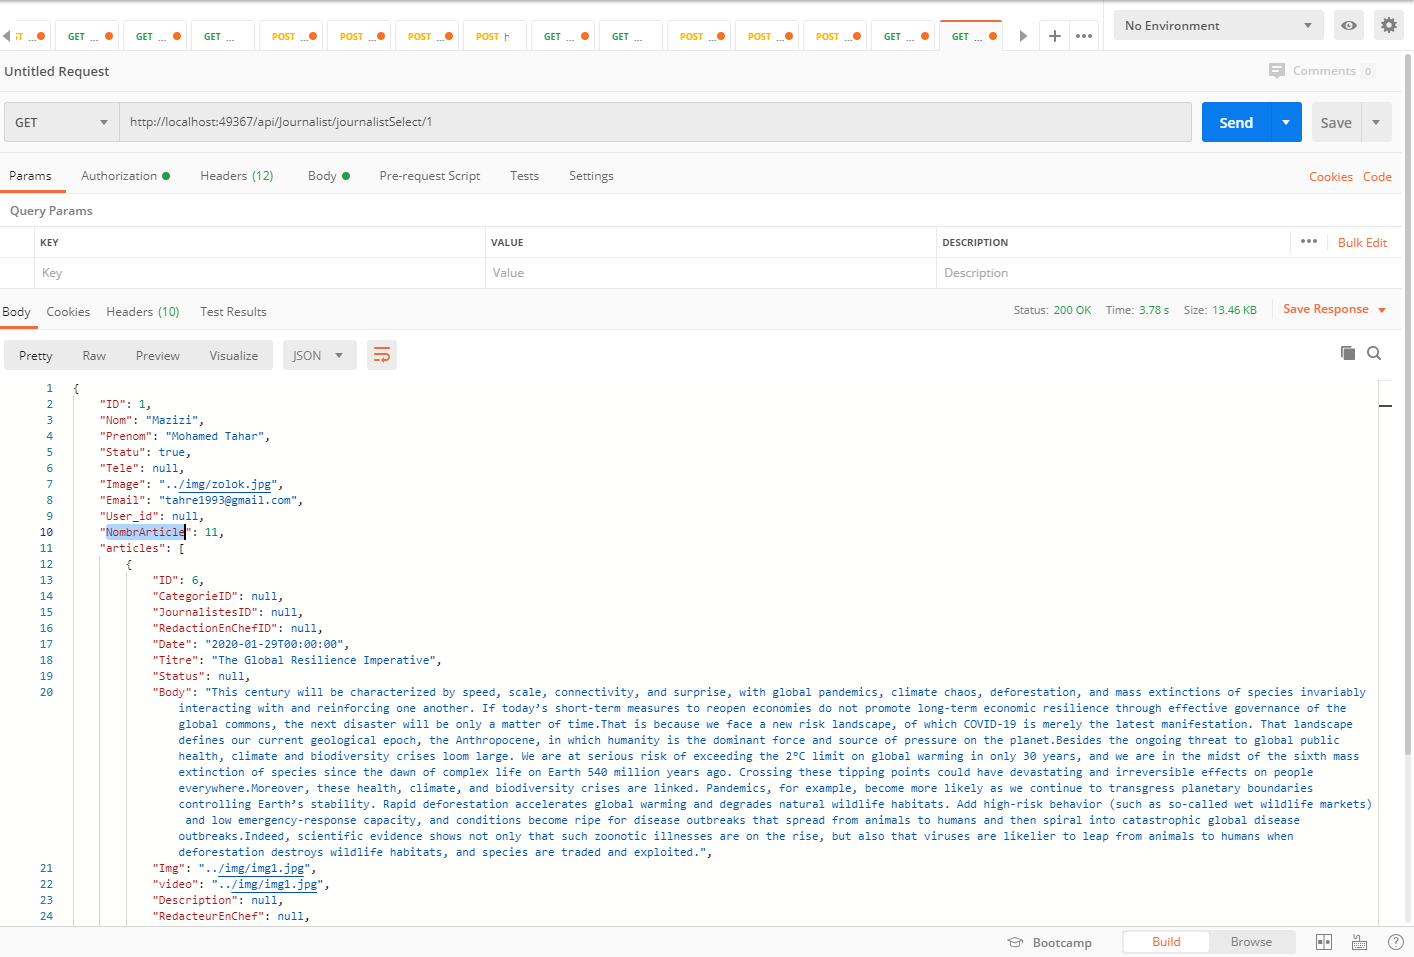 ST ...
GET ...
GET ...
GET ...
POST ...
POST ...
POST ...
POST h
GET ...
GET ...
POST ...
POST ...
POST ...
GET ...
GET ...
No Environment
Untitled Request
Comments 0
GET http://localhost:49367/api/Journalist/journalistSelect/1 Send Save
Params Authorization Headers (12) Body Pre-request Script Tests Settings Cookies Code
Query Params
KEY VALUE DESCRIPTION Bulk Edit
Key Value Description
Body Cookies Headers (10) Test Results Status: 200 OK Time: 3.78 s Size: 13.46 KB Save Response
Pretty Raw Preview Visualize JSON
1 {
2 "ID": 1,
3 "Nom": "Mazizi",
4 "Prenom": "Mohamed Tahar",
5 "Statu": true,
6 "Tele": null,
7 "Image": "../img/zolok.jpg",
8 "Email": "tahre1993@gmail.com",
9 "User_id": null,
10 "NombrArticle": 11,
11 "articles": [
12 {
13 "ID": 6,
14 "CategorieID": null,
15 "JournalistesID": null,
16 "RedactionEnChefID": null,
17 "Date": "2020-01-29T00:00:00",
18 "Titre": "The Global Resilience Imperative",
19 "Status": null,
20 "Body": "This century will be characterized by speed, scale, connectivity, and surprise, with global pandemics, climate chaos, deforestation, and mass extinctions of species invariably
interacting with and reinforcing one another. If today’s short-term measures to reopen economies do not promote long-term economic resilience through effective governance of the
global commons, the next disaster will be only a matter of time.That is because we face a new risk landscape, of which COVID-19 is merely the latest manifestation. That landscape
defines our current geological epoch, the Anthropocene, in which humanity is the dominant force and source of pressure on the planet.Besides the ongoing threat to global public
health, climate and biodiversity crises loom large. We are at serious risk of exceeding the 2°C limit on global warming in only 30 years, and we are in the midst of the sixth mass
extinction of species since the dawn of complex life on Earth 540 million years ago. Crossing these tipping points could have devastating and irreversible effects on people
everywhere.Moreover, these health, climate, and biodiversity crises are linked. Pandemics, for example, become more likely as we continue to transgress planetary boundaries
controlling Earth’s stability. Rapid deforestation accelerates global warming and degrades natural wildlife habitats. Add high-risk behavior (such as so-called wet wildlife markets)
and low emergency-response capacity, and conditions become ripe for disease outbreaks that spread from animals to humans and then spiral into catastrophic global disease
outbreaks.Indeed, scientific evidence shows not only that such zoonotic illnesses are on the rise, but also that viruses are likelier to leap from animals to humans when
deforestation destroys wildlife habitats, and species are traded and exploited.",
21 "Img": "../img/img1.jpg",
22 "video": "../img/img1.jpg",
23 "Description": null,
24 "RedacteurEnChef": null,
Bootcamp Build Browse